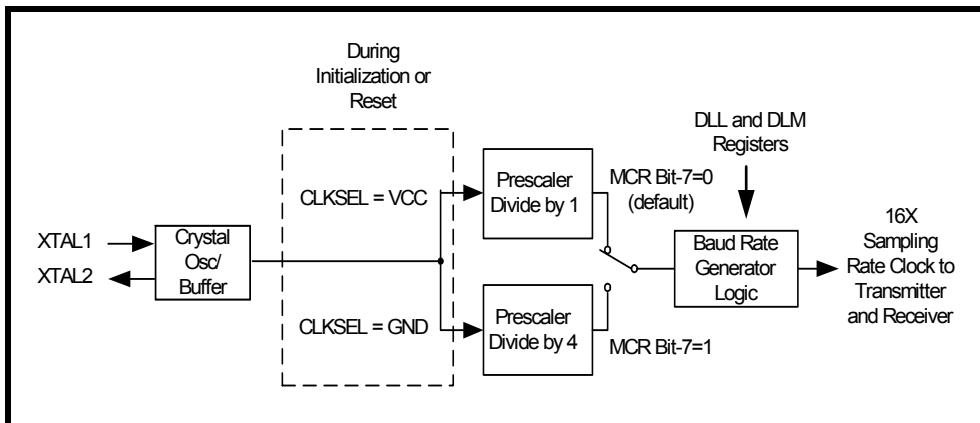 During
Initialization or
Reset
DLL and DLM
Registers
CLKSEL = VCC
Prescaler
Divide by 1
MCR Bit-7=0
(default)
XTAL1
XTAL2
Crystal
Osc/
Buffer
Baud Rate
Generator
Logic
16X
Sampling
Rate Clock to
Transmitter
and Receiver
CLKSEL = GND
Prescaler
Divide by 4
MCR Bit-7=1